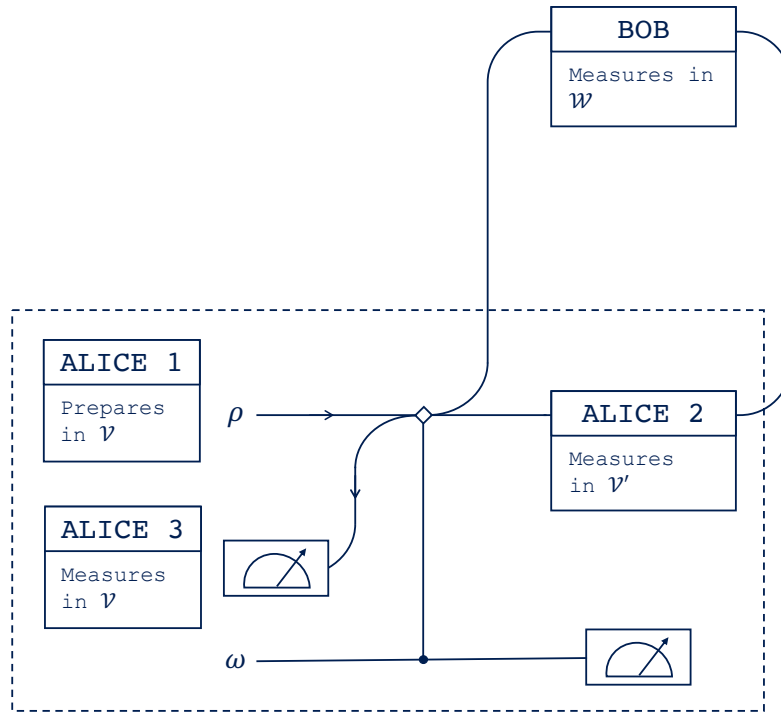 BOB
Measures in
𝒲
ALICE 1
Prepares
in 𝒱
ρ
ALICE 2
Measures
in 𝒱′
ALICE 3
Measures
in 𝒱
ω